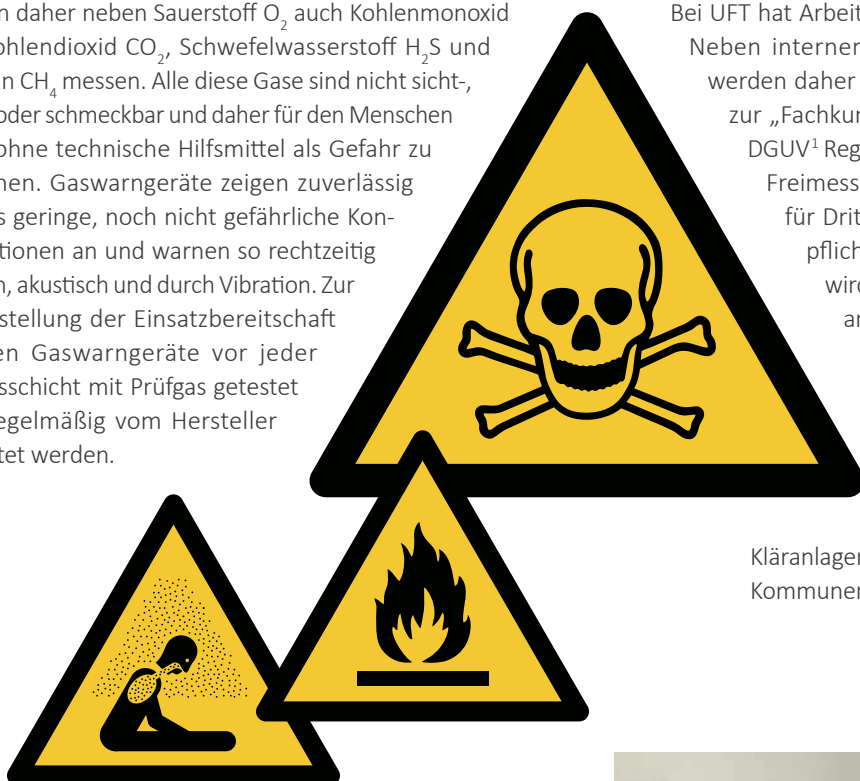 n daher neben Sauerstoff O₂ auch Kohlenmonoxid
ohlendioxid CO₂, Schwefelwasserstoff H₂S und
n CH₄ messen. Alle diese Gase sind nicht sicht-,
oder schmeckbar und daher für den Menschen
ohne technische Hilfsmittel als Gefahr zu
nen. Gaswarngeräte zeigen zuverlässig
s geringe, noch nicht gefährliche Kon-
tionen an und warnen so rechtzeitig
n, akustisch und durch Vibration. Zur
stellung der Einsatzbereitschaft
en Gaswarngeräte vor jeder
sschicht mit Prüfgas getestet
egelmäßig vom Hersteller
tet werden.
Bei UFT hat Arbeit
Neben interner
werden daher
zur „Fachkur
DGUV¹ Reg
Freimess
für Drit
pflich
wird
ar
Kläranlager
Kommuner